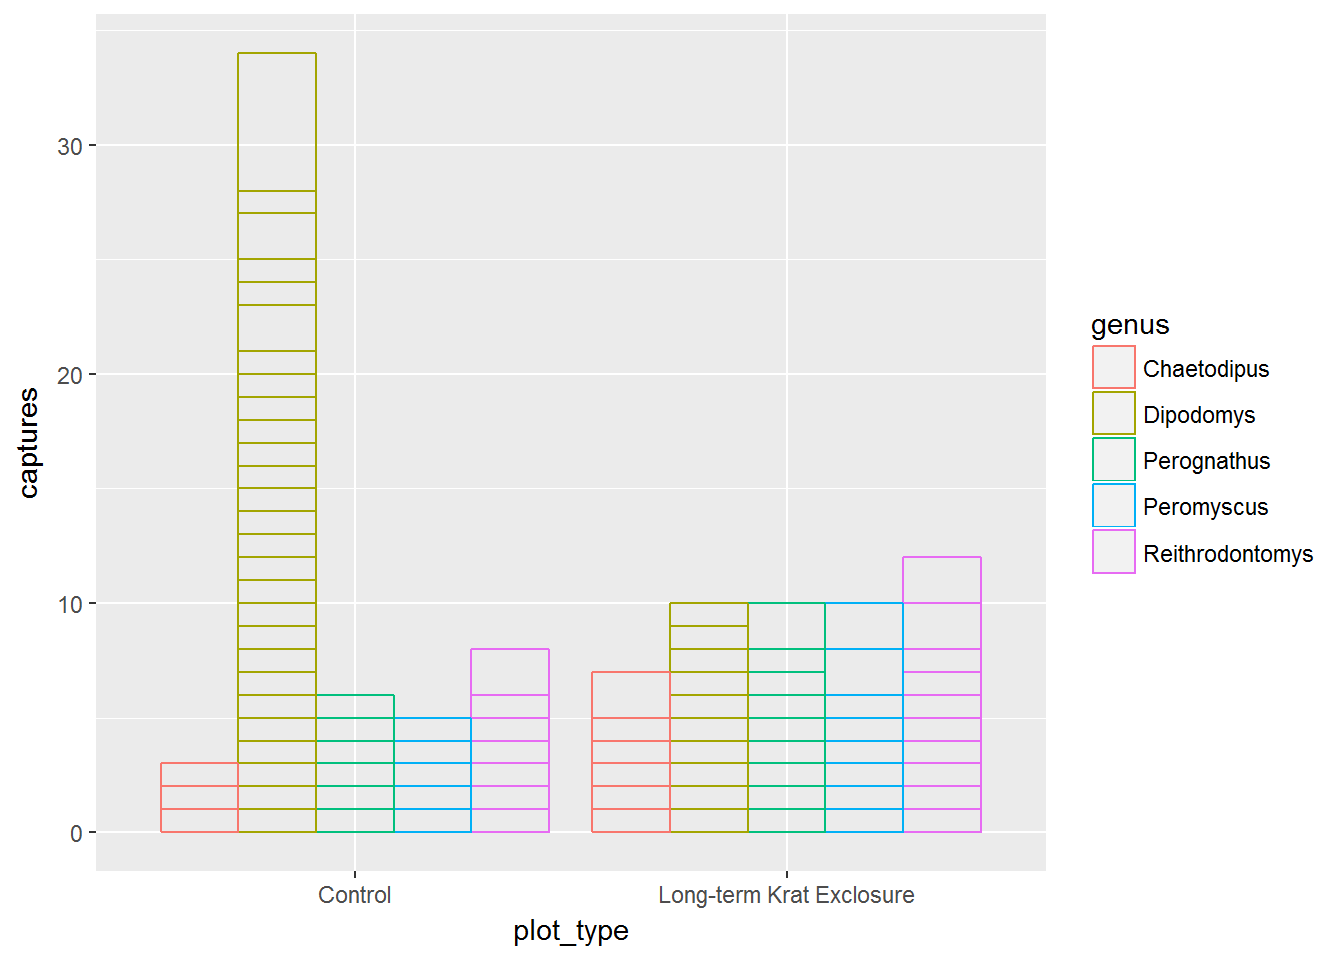 captures
30
20
10
0
Control
Long-term Krat Exclosure
plot_type
genus
Chaetodipus
Dipodomys
Perognathus
Peromyscus
Reithrodontomys